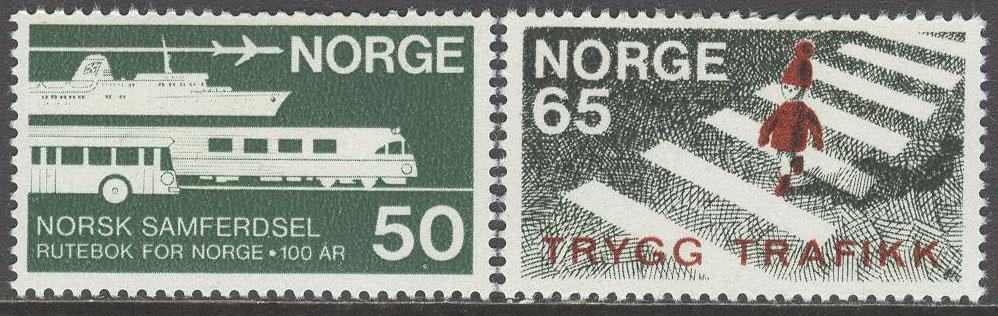 NORGE
50
NORSK SAMFERDSEL
RUTEBOK FOR NORGE • 100 ÅR
NORGE
65
TRYGG TRAFIKK